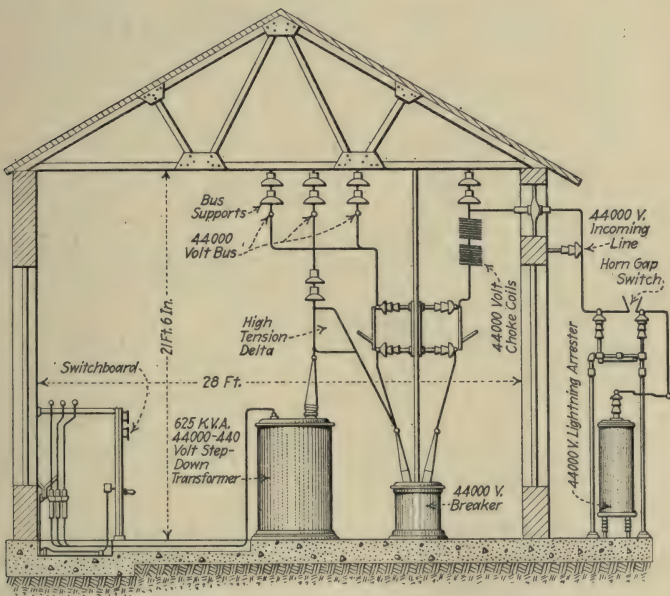 Bus
Supports
44000
Volt Bus
44000 V.
Incoming
Line
Horn Gap
Switch
21 Ft. 6 In.
High
Tension
Delta
44000 Volt
Choke Coils
Switchboard
28 Ft.
44000 V. Lightning Arrester
625 K.V.A.
44000-440
Volt Step-
Down
Transformer
44000 V.
Breaker